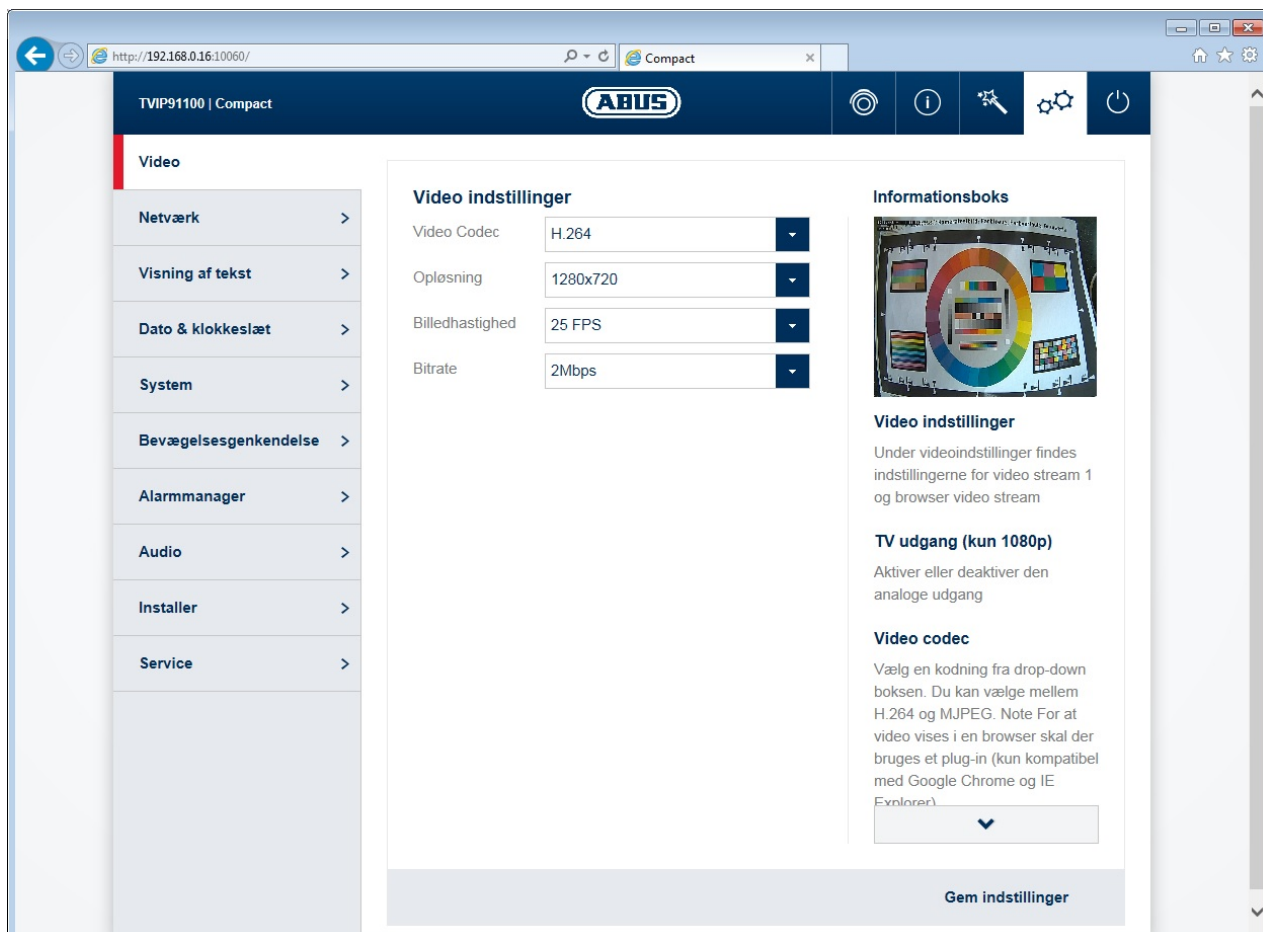 http://192.168.0.16:10060/
Compact
TVIP91100 | Compact
ABUS
Video
Netværk
Visning af tekst
Dato & klokkeslæt
System
Bevægelsesgenkendelse
Alarmmanager
Audio
Installer
Service
Video indstillinger
Video Codec
H.264
Opløsning
1280x720
Billedhastighed
25 FPS
Bitrate
2Mbps
Informationsboks
Video indstillinger
Under videoindstillinger findes
indstillingerne for video stream 1
og browser video stream
TV udgang (kun 1080p)
Aktiver eller deaktiver den
analoge udgang
Video codec
Vælg en kodning fra drop-down
boksen. Du kan vælge mellem
H.264 og MJPEG. Note For at
video vises i en browser skal der
bruges et plug-in (kun kompatibel
med Google Chrome og IE
Explorer)
Gem indstillinger